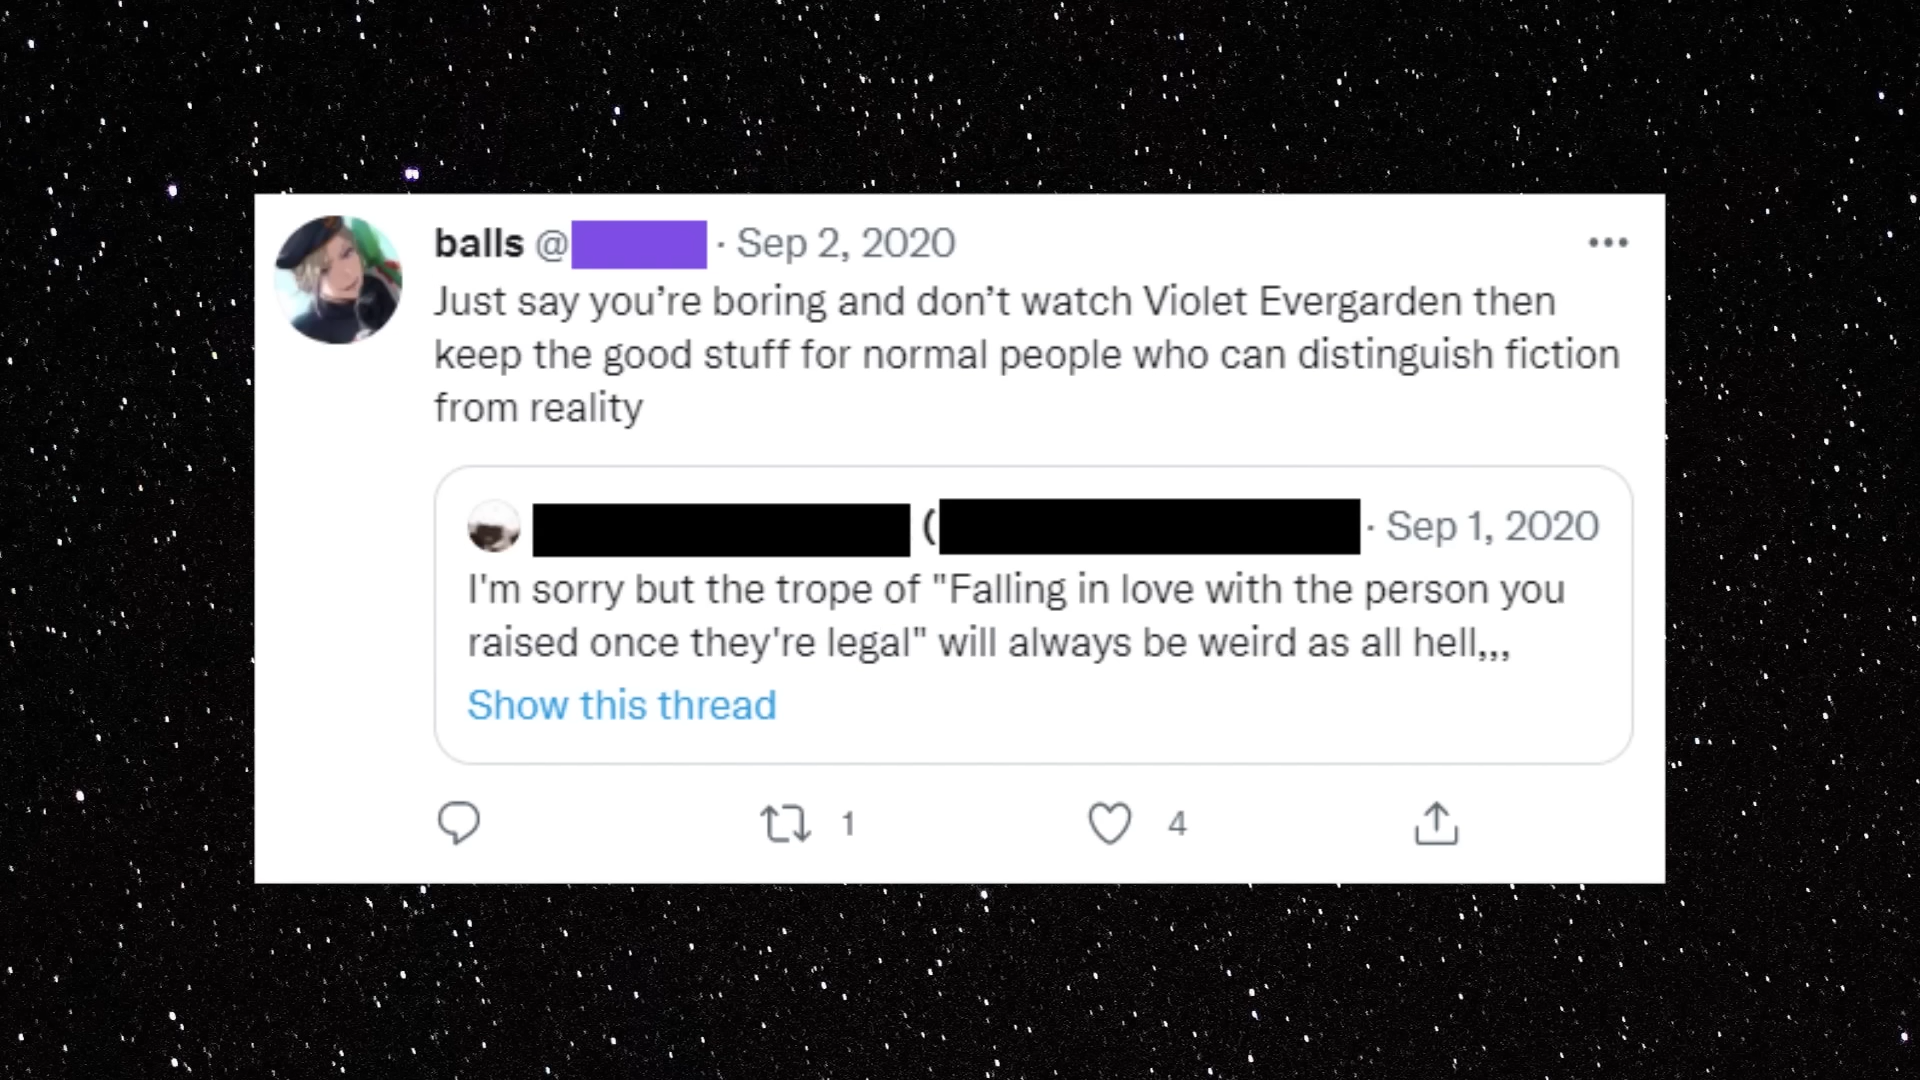 balls @ · Sep 2, 2020
Just say you’re boring and don’t watch Violet Evergarden then
keep the good stuff for normal people who can distinguish fiction
from reality
( · Sep 1, 2020
I'm sorry but the trope of "Falling in love with the person you
raised once they're legal" will always be weird as all hell,,,
Show this thread
1 4